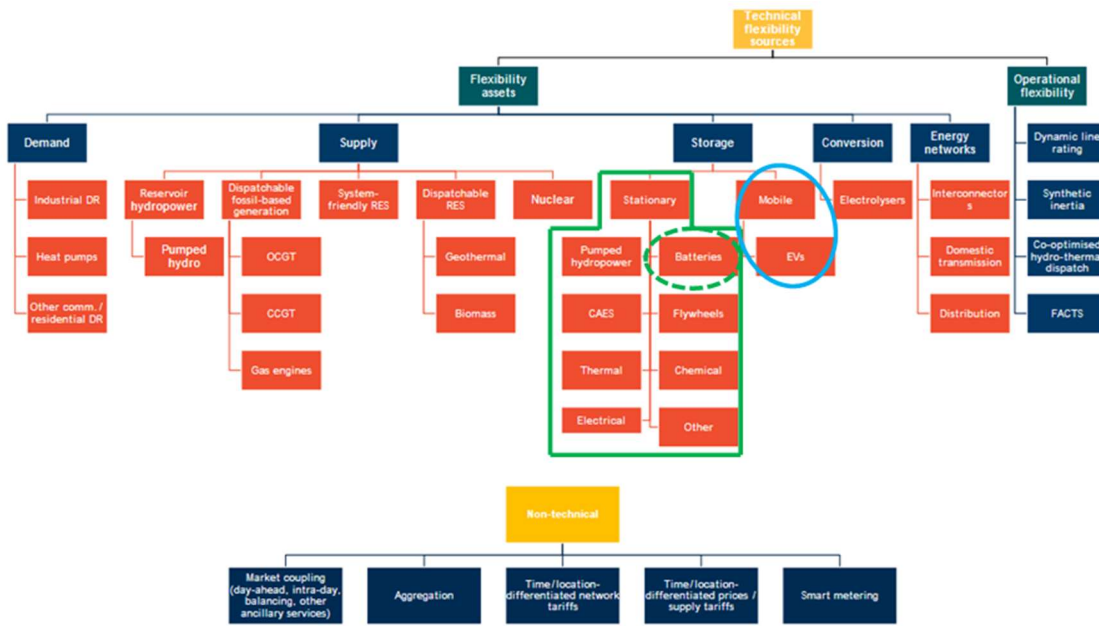 Technical
flexibility
sources
Flexibility
assets
Operational
flexibility
Demand
Supply
Storage
Conversion
Energy
networks
Dynamic line
rating
Industrial DR
Reservoir
hydropower
Dispatchable
fossil-based
generation
System-
friendly RES
Dispatchable
RES
Nuclear
Stationary
Mobile
Electrolysers
Interconnector
s
Synthetic
inertia
Heat pumps
Pumped
hydro
OCGT
Geothermal
Pumped
hydropower
Batteries
EVs
Domestic
transmission
Co-optimised
hydro-thermal
dispatch
Other comm./
residential DR
CCGT
Biomass
CAES
Flywheels
Distribution
FACTS
Gas engines
Thermal
Chemical
Electrical
Other
Non-technical
Market coupling
(day-ahead, intra-day,
balancing, other
ancillary services)
Aggregation
Time/location-
differentiated network
tariffs
Time/location-
differentiated prices /
supply tariffs
Smart metering